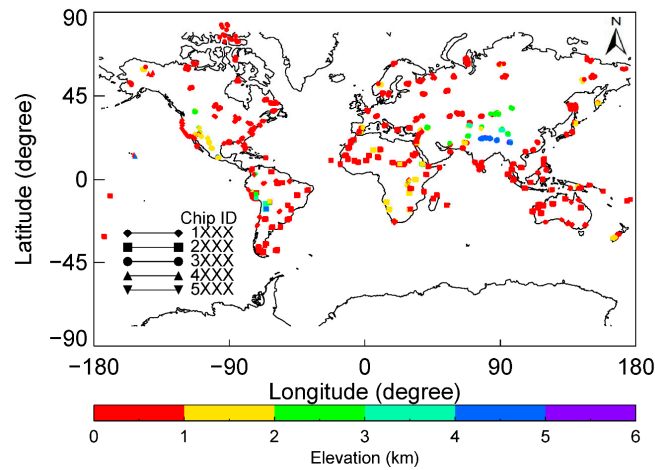 90
N
45
0
−45
−90
Latitude (degree)
Chip ID
1XXX
2XXX
3XXX
4XXX
5XXX
−180 −90 0 90 180
Longitude (degree)
0 1 2 3 4 5 6
Elevation (km)